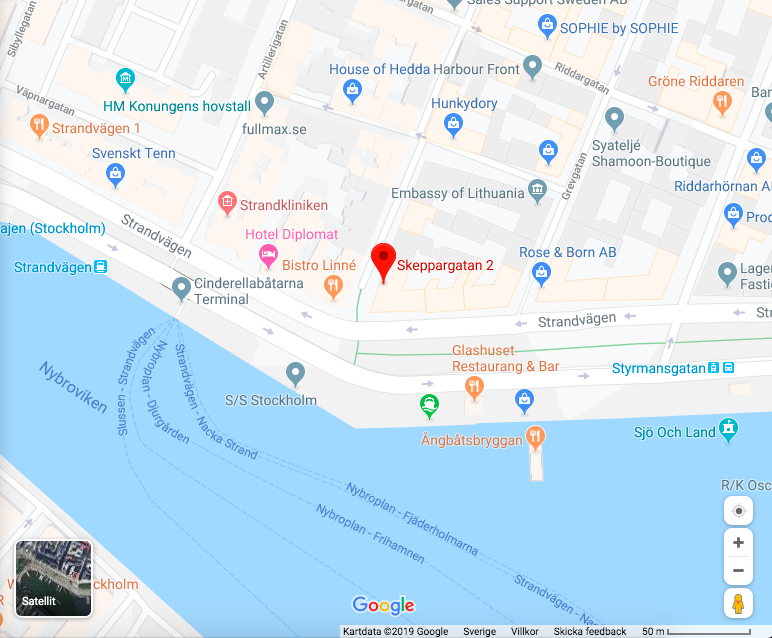 Sales Support Sweden AB
Sibyllegatan
SOPHIE by SOPHIE
Artillerigatan
House of Hedda
Harbour Front
Riddargatan
Gröne Riddaren
HM Konungens hovstall
Väpnargatan
Hunkydory
Ban
Strandvägen 1
fullmax.se
Syateljé
Shamoon-Boutique
Svenskt Tenn
Grevgatan
Riddarhörnan A
Embassy of Lithuania
Strandkliniken
Proc
ajen (Stockholm)
Strandvägen
Hotel Diplomat
Rose & Born AB
Strandvägen
Bistro Linné
Skeppargatan 2
Lager
Fastig
Cinderellabåtarna
Terminal
Strandvägen
Str
Glashuset
Restaurang & Bar
Styrmansgatan
Nybroviken
Slussen - Strandvägen
Nybroplan - Djurgården
Strandvägen - Nacka Strand
S/S Stockholm
Ångbåtsbryggan
Sjö Och Land
R/K Osc
Nybroplan - Fjäderholmarna
Nybroplan - Frihamnen
Strandvägen - Na
W
ckholm
R
Satellit
Google
Kartdata ©2019 Google Sverige Villkor Skicka feedback 50 m